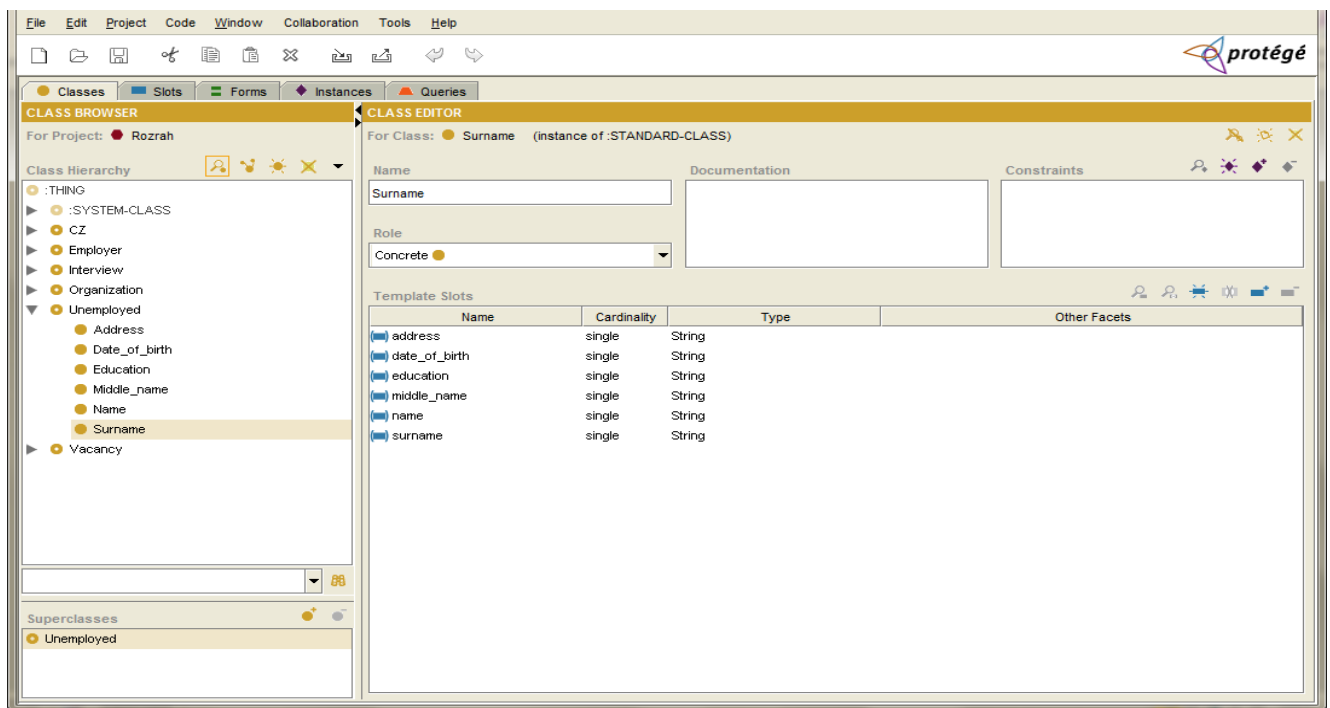 File Edit Project Code Window Collaboration Tools Help
protégé
Classes Slots Forms Instances Queries
CLASS BROWSER
For Project: Rozrah
Class Hierarchy
:THING
:SYSTEM-CLASS
CZ
Employer
Interview
Organization
Unemployed
Address
Date_of_birth
Education
Middle_name
Name
Surname
Vacancy
Superclasses
Unemployed
CLASS EDITOR
For Class: Surname (instance of :STANDARD-CLASS)
Name Documentation Constraints
Surname
Role
Concrete
Template Slots
Name Cardinality Type Other Facets
address single String
date_of_birth single String
education single String
middle_name single String
name single String
surname single String